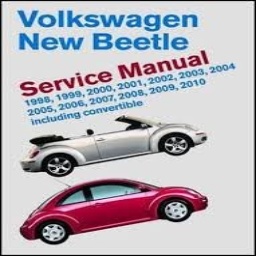 Volkswagen
New Beetle
Service Manual
1998, 1999, 2000, 2001, 2002, 2003, 2004
2005, 2006, 2007, 2008, 2009, 2010
including convertible